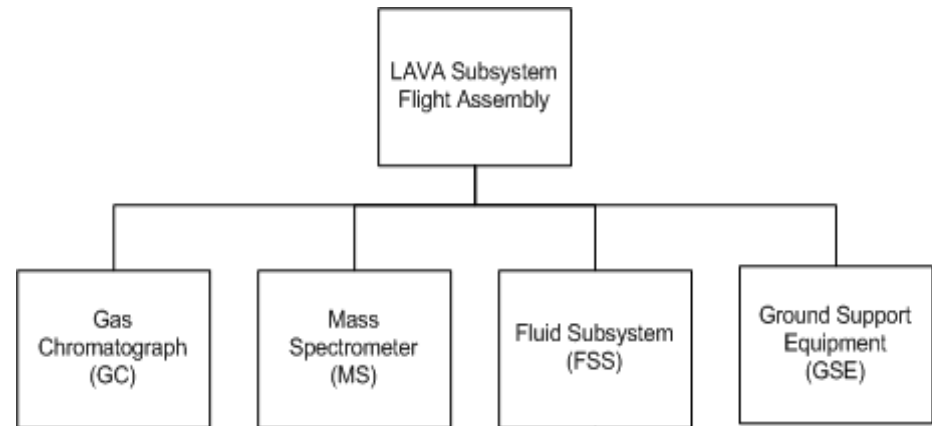 LAVA Subsystem
Flight Assembly
Gas
Chromatograph
(GC)
Mass
Spectrometer
(MS)
Fluid Subsystem
(FSS)
Ground Support
Equipment
(GSE)